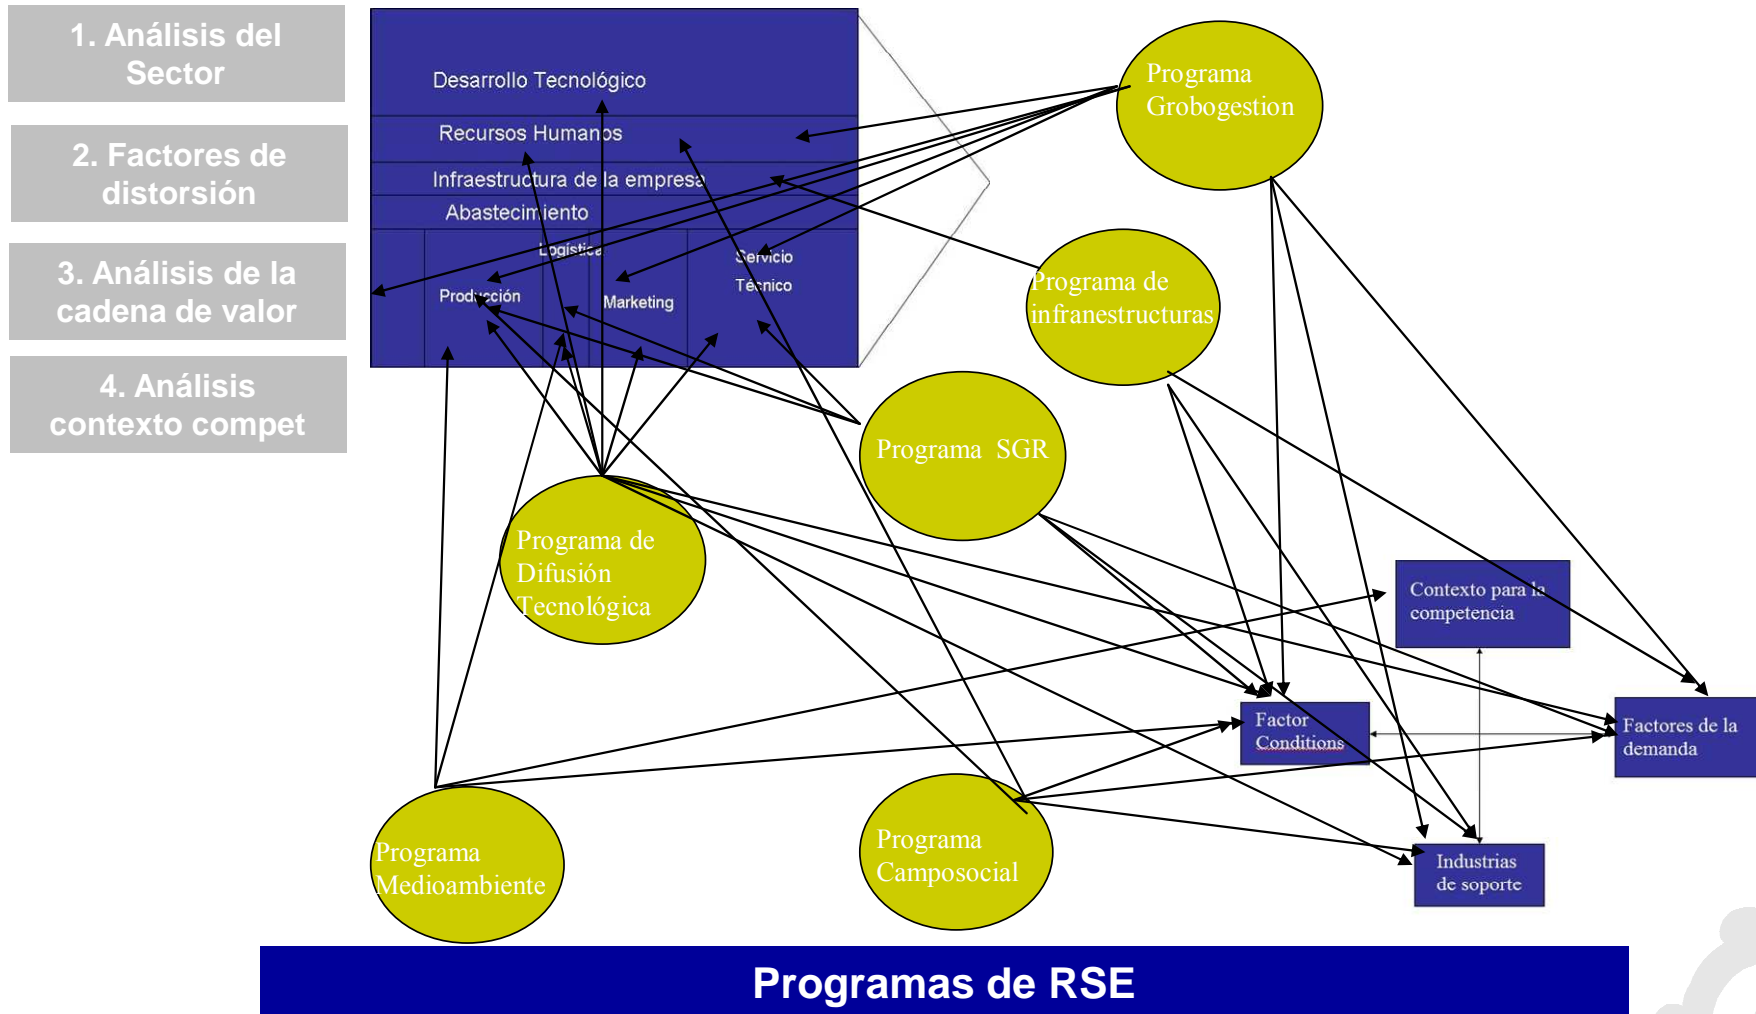 1. Análisis del
Sector
2. Factores de
distorsión
3. Análisis de la
cadena de valor
4. Análisis
contexto compet
Desarrollo Tecnológico
Recursos Humanos
Infraestructura de la empresa
Abastecimiento
Logística
Servicio
Técnico
Producción
Marketing
Programa
Grobogestion
Programa de
infranestructuras
Programa SGR
Programa de
Difusión
Tecnológica
Contexto para la
competencia
Factor
Conditions
Factores de la
demanda
Industrias
de soporte
Programa
Medioambiente
Programa
Camposocial
Programas de RSE